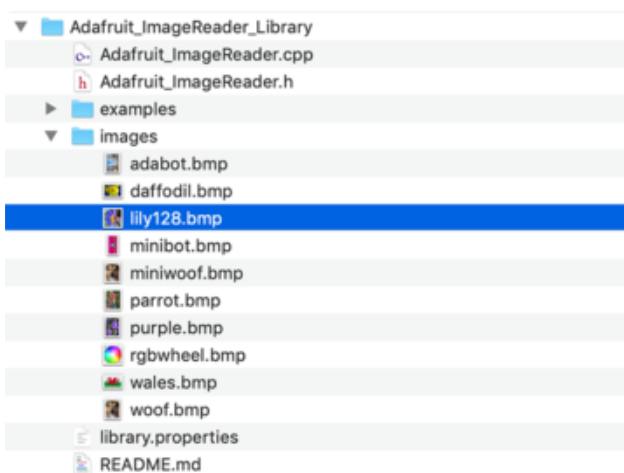 Adafruit_ImageReader_Library
Adafruit_ImageReader.cpp
Adafruit_ImageReader.h
examples
images
adabot.bmp
daffodil.bmp
lily128.bmp
minibot.bmp
miniwoof.bmp
parrot.bmp
purple.bmp
rgbwheel.bmp
wales.bmp
woof.bmp
library.properties
README.md